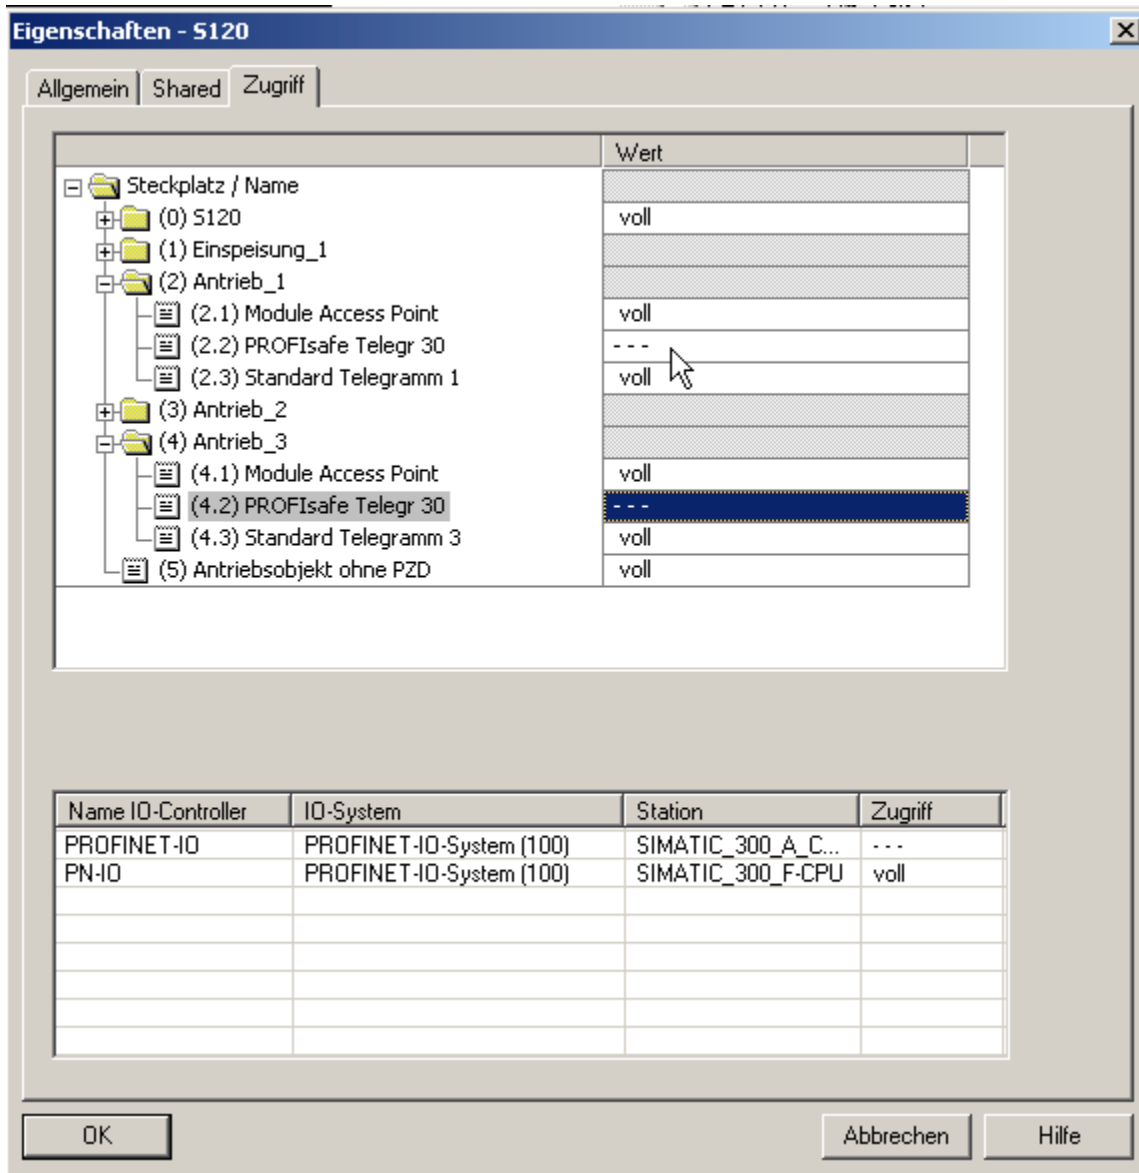 Eigenschaften - S120
Allgemein Shared Zugriff
Wert
Steckplatz / Name
(0) S120 voll
(1) Einspeisung_1
(2) Antrieb_1
(2.1) Module Access Point voll
(2.2) PROFIsafe Telegr 30 - - -
(2.3) Standard Telegramm 1 voll
(3) Antrieb_2
(4) Antrieb_3
(4.1) Module Access Point voll
(4.2) PROFIsafe Telegr 30 - - -
(4.3) Standard Telegramm 3 voll
(5) Antriebsobjekt ohne PZD voll
Name IO-Controller IO-System Station Zugriff
PROFINET-IO PROFINET-IO-System (100) SIMATIC_300_A_C... - - -
PN-IO PROFINET-IO-System (100) SIMATIC_300_F-CPU voll
OK Abbrechen Hilfe